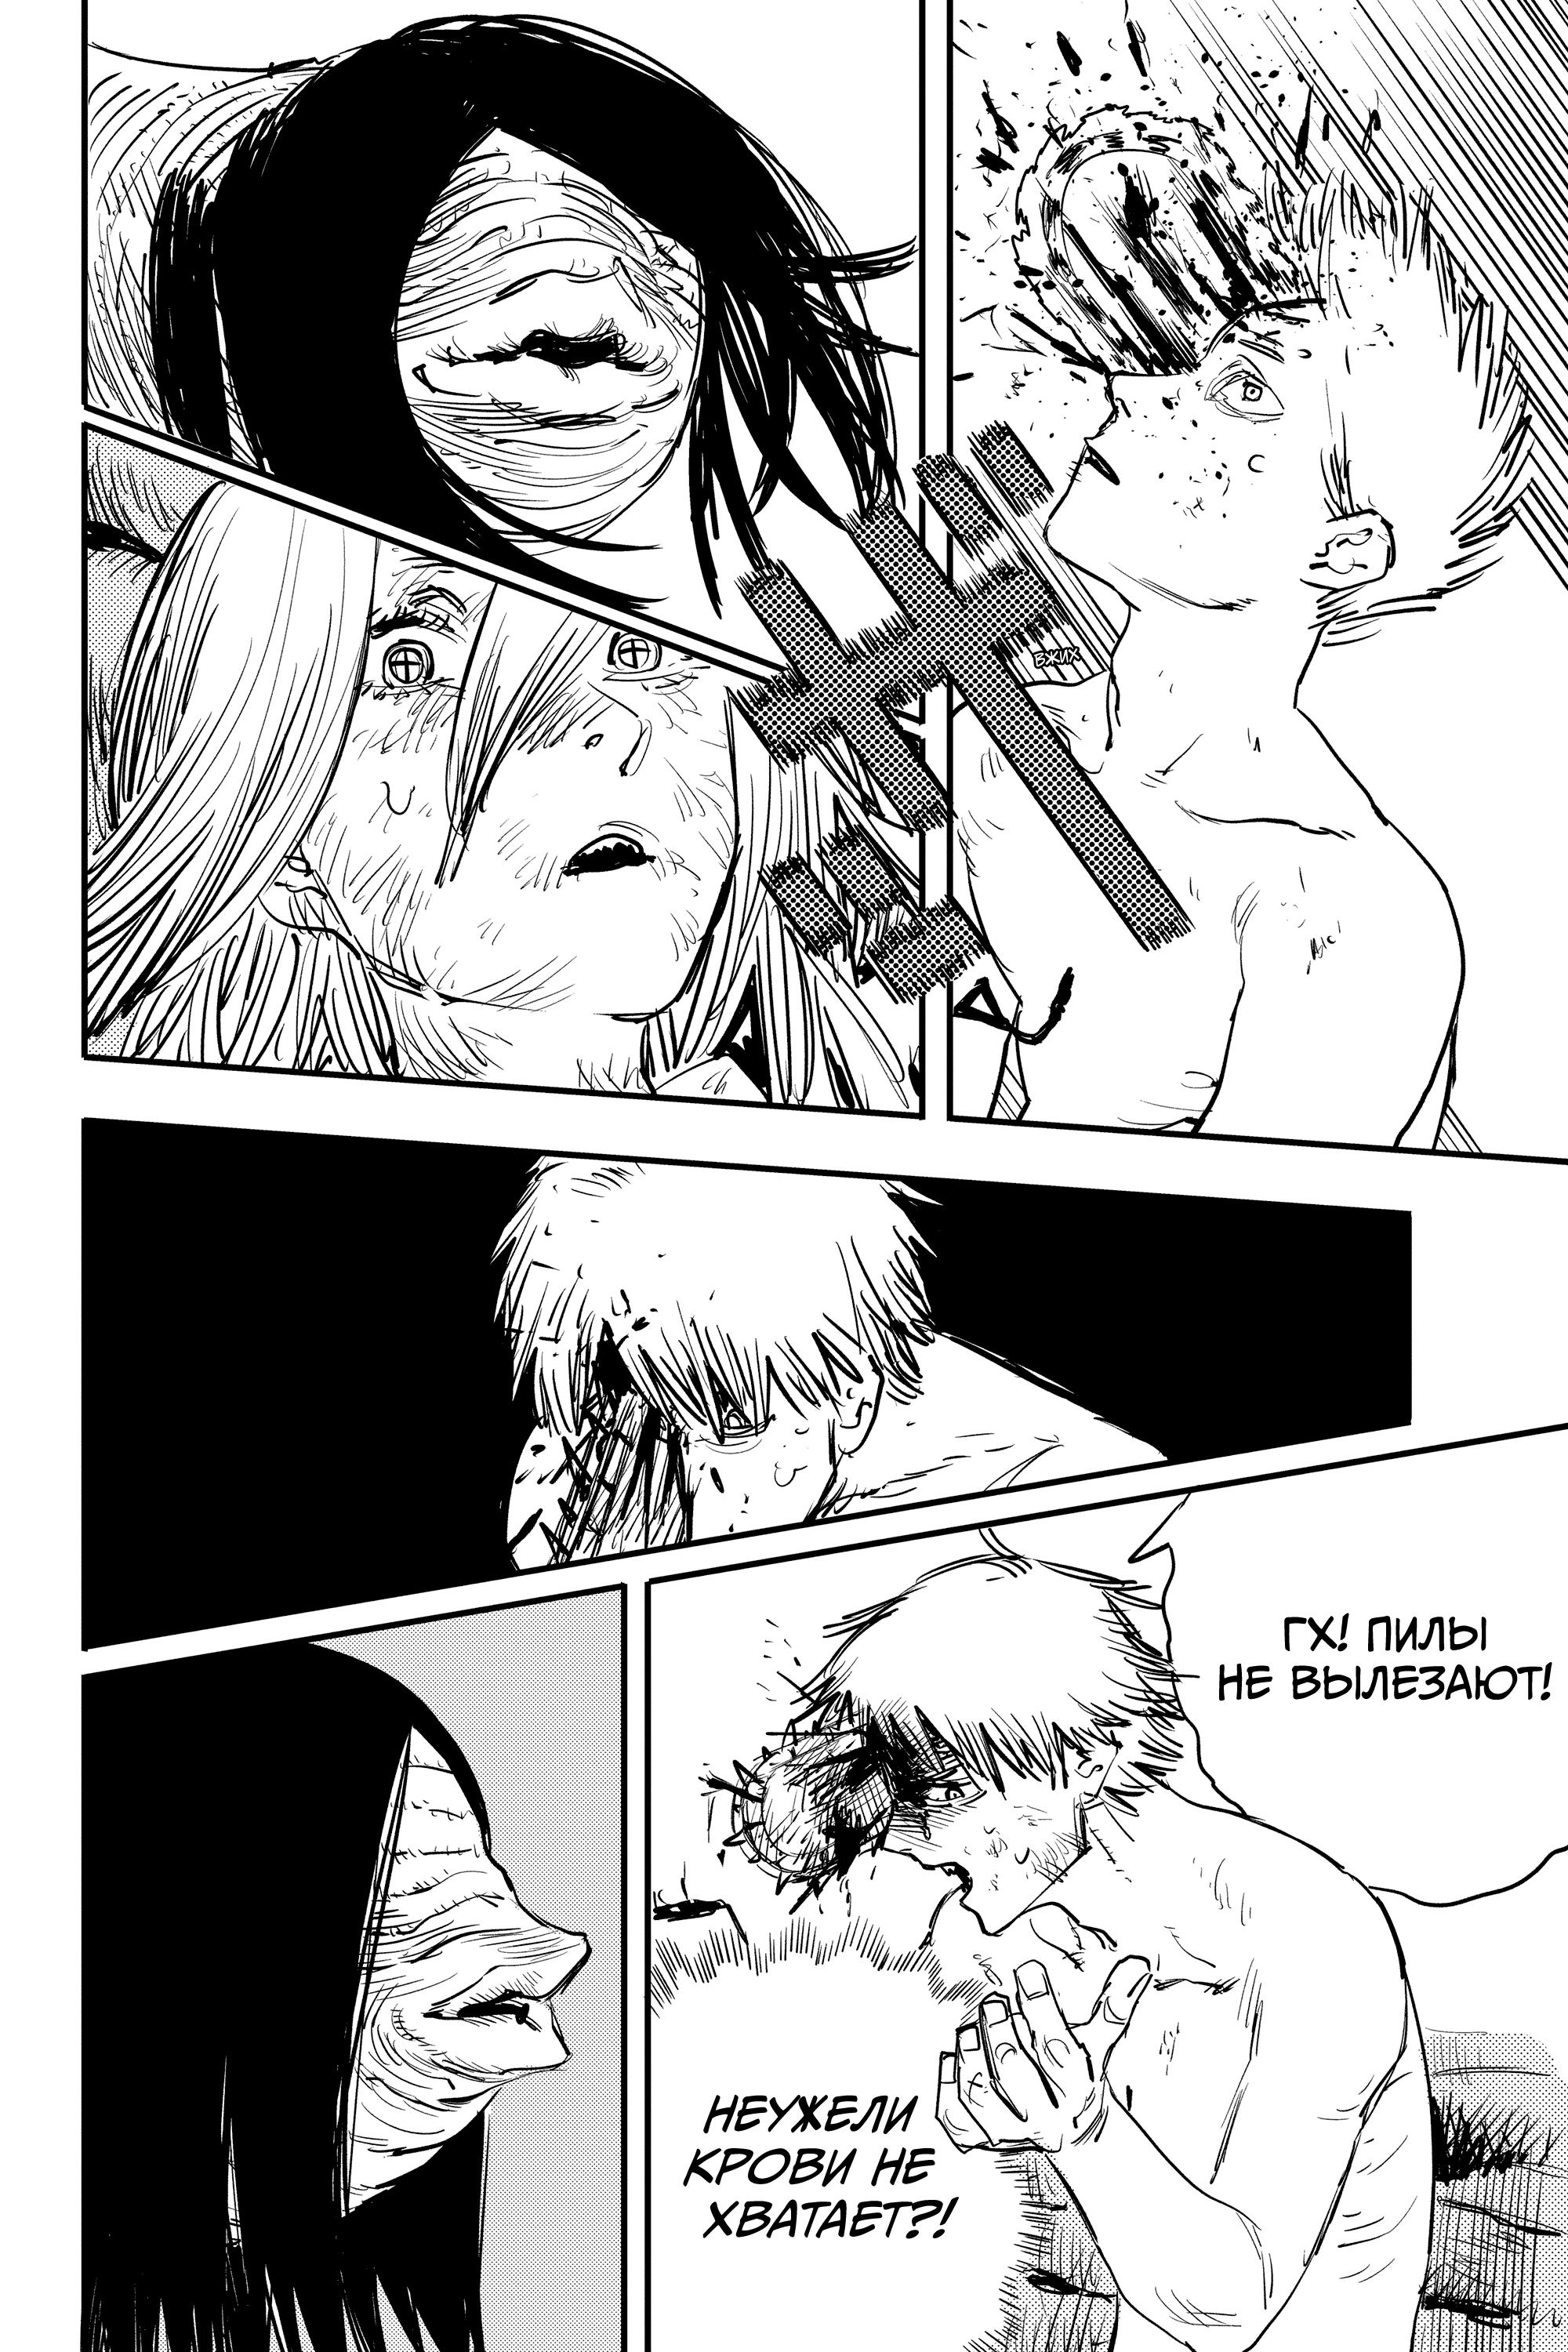 ВЖИХ
ГХ! ПИЛЫ
НЕ ВЫЛЕЗАЮТ!
НЕУЖЕЛИ
КРОВИ НЕ
ХВАТАЕТ?!